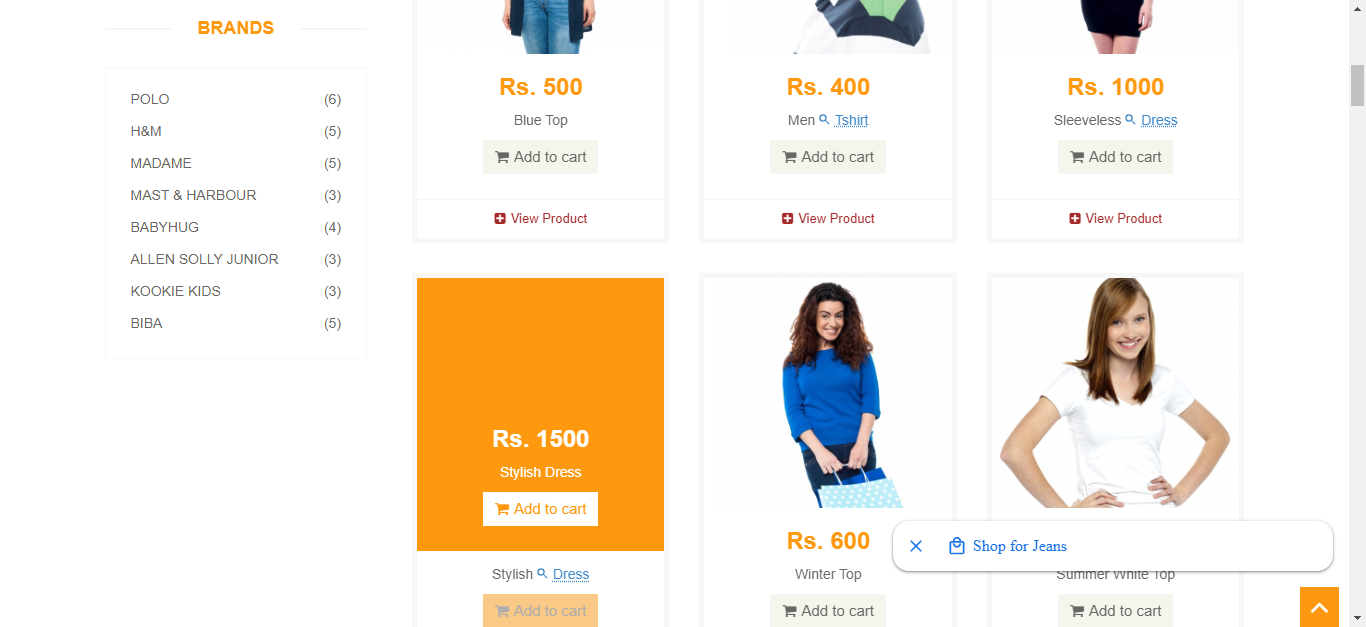 BRANDS
POLO (6)
H&M (5)
MADAME (5)
MAST & HARBOUR (3)
BABYHUG (4)
ALLEN SOLLY JUNIOR (3)
KOOKIE KIDS (3)
BIBA (5)
Rs. 500
Blue Top
Add to cart
View Product
Rs. 400
Men Tshirt
Add to cart
View Product
Rs. 1000
Sleeveless Dress
Add to cart
View Product
Rs. 1500
Stylish Dress
Add to cart
Stylish Dress
Add to cart
Rs. 600
Winter Top
Add to cart
Summer White Top
Add to cart
Shop for Jeans